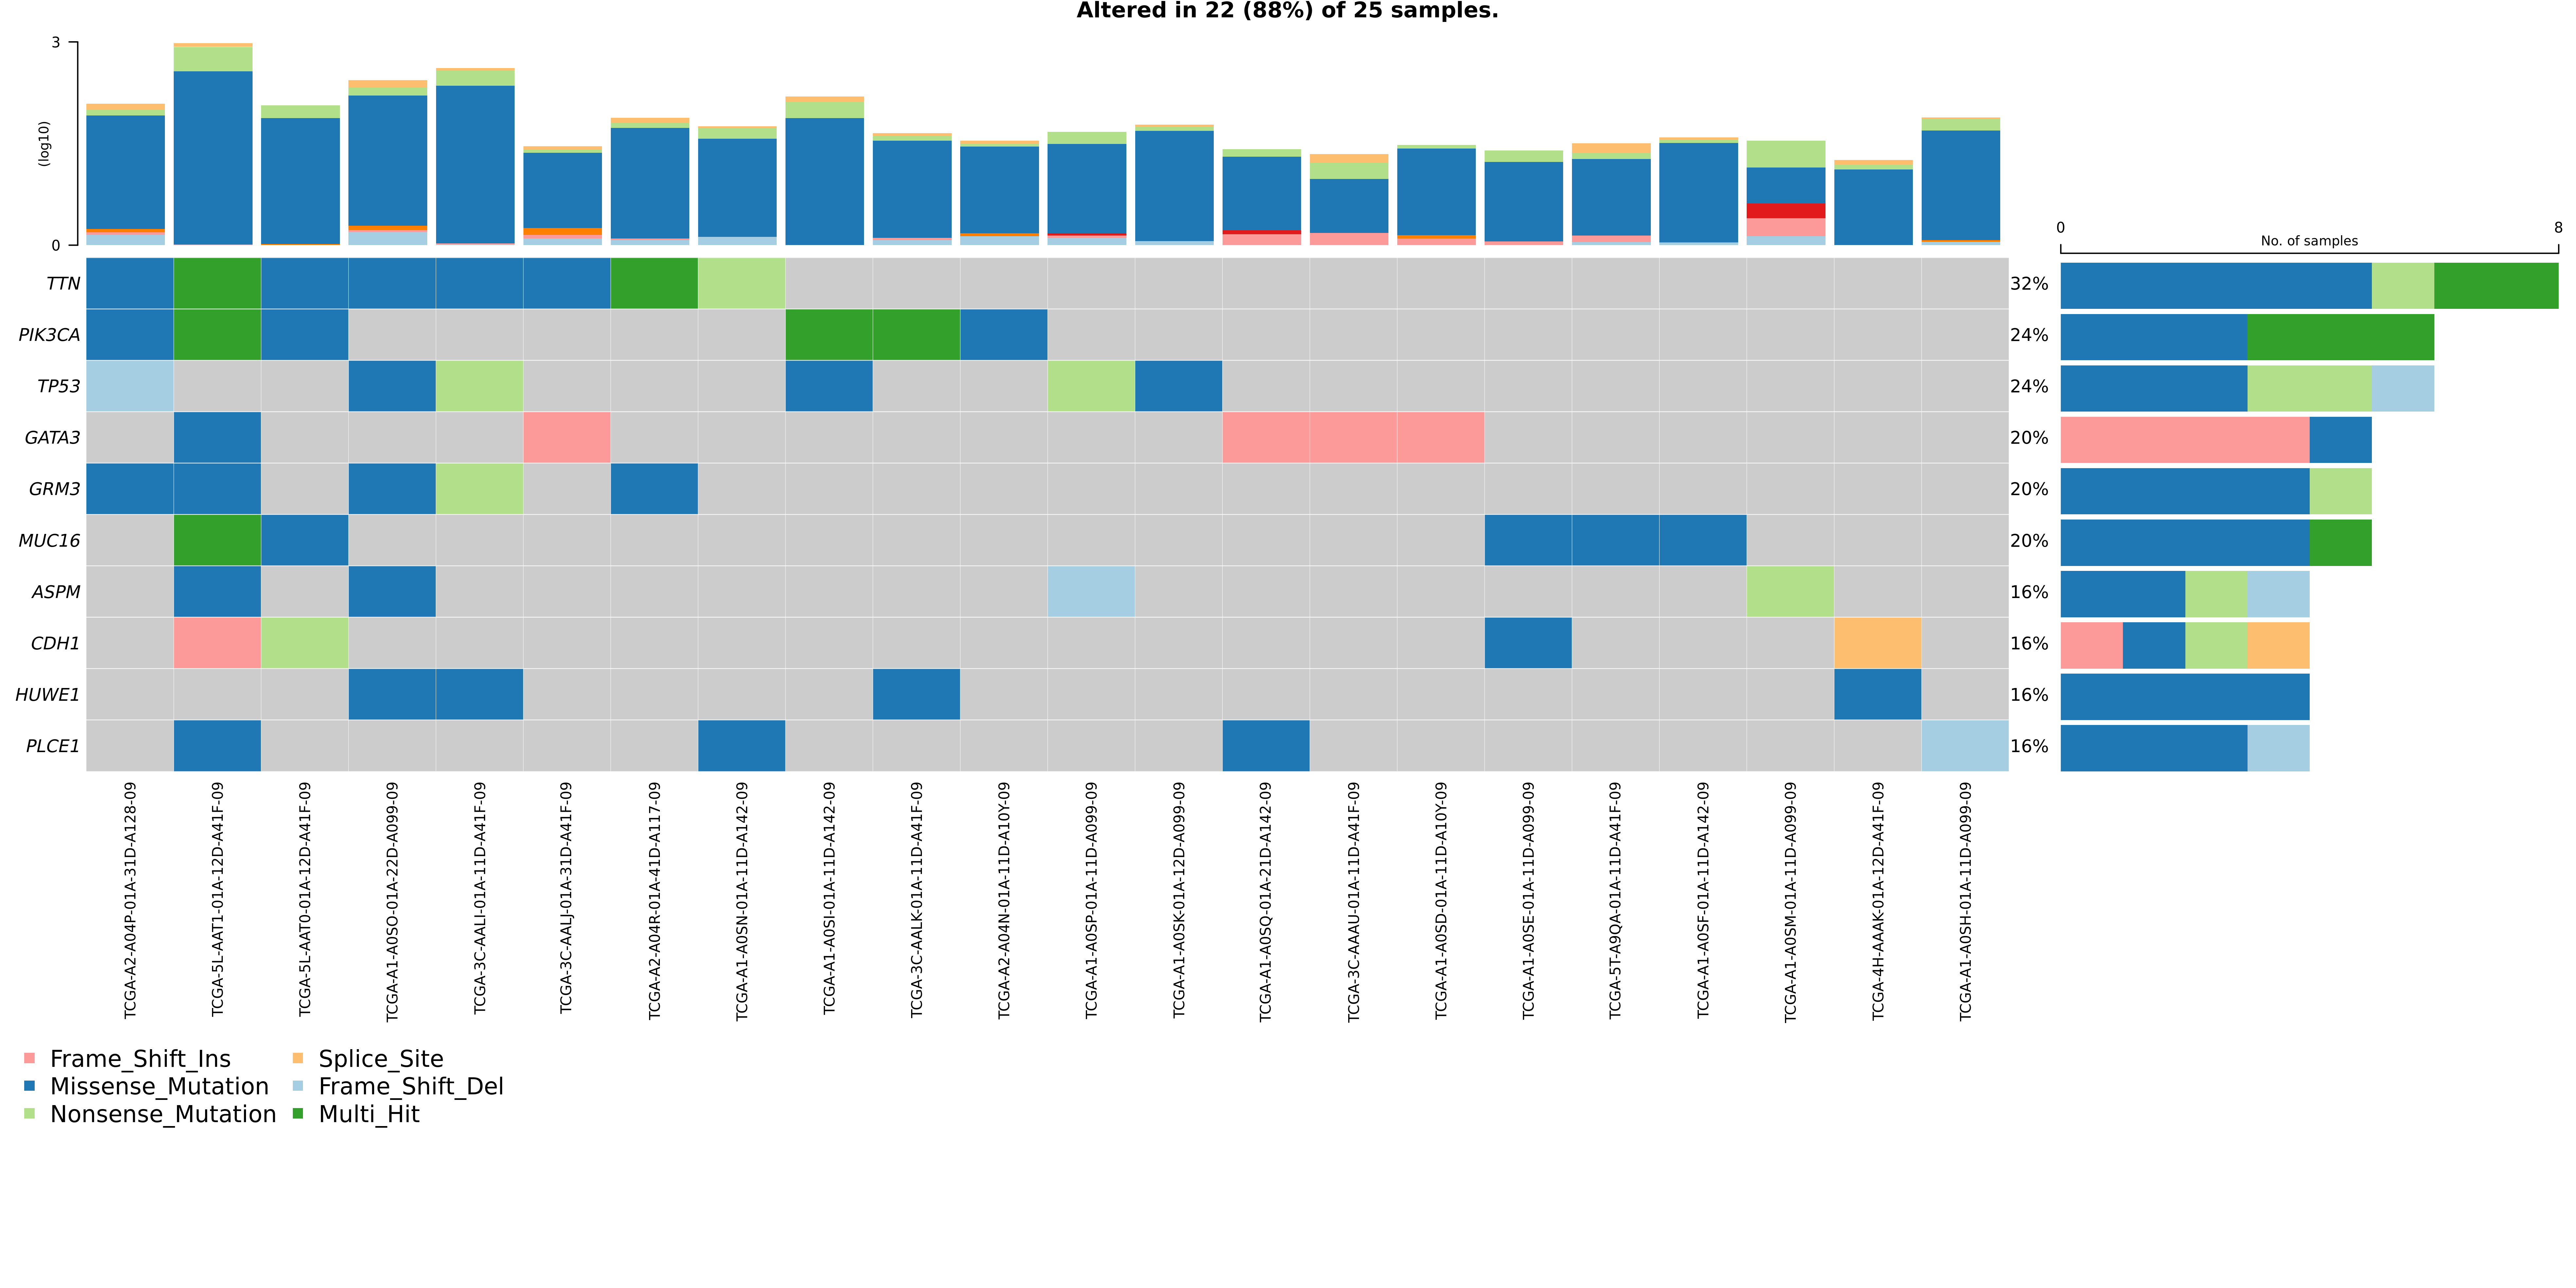 Altered in 22 (88%) of 25 samples.
3
(log10)
0
0
8
No. of samples
TTN
32%
PIK3CA
24%
TP53
24%
GATA3
20%
GRM3
20%
MUC16
20%
ASPM
16%
CDH1
16%
HUWE1
16%
PLCE1
16%
TCGA-A2-A04P-01A-31D-A128-09
TCGA-5L-AAT1-01A-12D-A41F-09
TCGA-5L-AAT0-01A-12D-A41F-09
TCGA-A1-A0SO-01A-22D-A099-09
TCGA-3C-AALI-01A-11D-A41F-09
TCGA-3C-AALJ-01A-31D-A41F-09
TCGA-A2-A04R-01A-41D-A117-09
TCGA-A1-A0SN-01A-11D-A142-09
TCGA-A1-A0SI-01A-11D-A142-09
TCGA-3C-AALK-01A-11D-A41F-09
TCGA-A2-A04N-01A-11D-A10Y-09
TCGA-A1-A0SP-01A-11D-A099-09
TCGA-A1-A0SK-01A-12D-A099-09
TCGA-A1-A0SQ-01A-21D-A142-09
TCGA-3C-AAAU-01A-11D-A41F-09
TCGA-A1-A0SD-01A-11D-A10Y-09
TCGA-A1-A0SE-01A-11D-A099-09
TCGA-5T-A9QA-01A-11D-A41F-09
TCGA-A1-A0SF-01A-11D-A142-09
TCGA-A1-A0SM-01A-11D-A099-09
TCGA-4H-AAAK-01A-12D-A41F-09
TCGA-A1-A0SH-01A-11D-A099-09
Frame_Shift_Ins
Missense_Mutation
Nonsense_Mutation
Splice_Site
Frame_Shift_Del
Multi_Hit